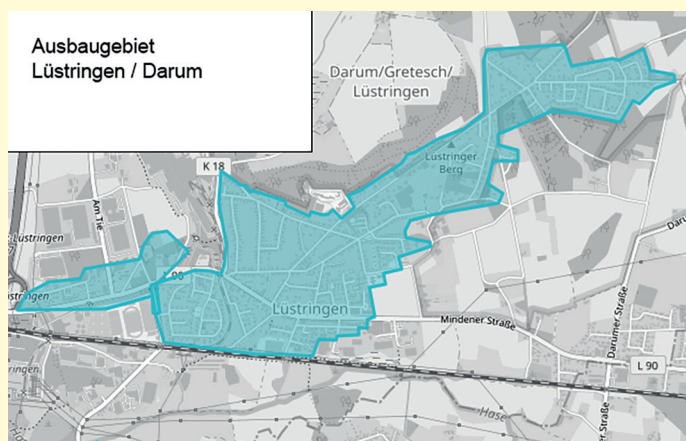 Ausbaugebiet
Lüstringen / Darum
Darum/Gretesch/
Lüstringen
K 18
Lüstringer
Berg
Am Tie
Lüstringen
L 90
Lüstringen
Mindener Straße
Darumer Straße
L 90
Hase